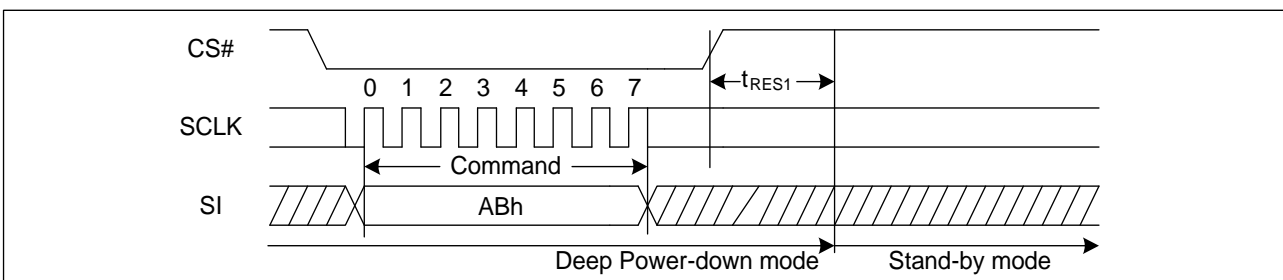 CS#
tRES1
0 1 2 3 4 5 6 7
SCLK
Command
SI
ABh
Deep Power-down mode
Stand-by mode